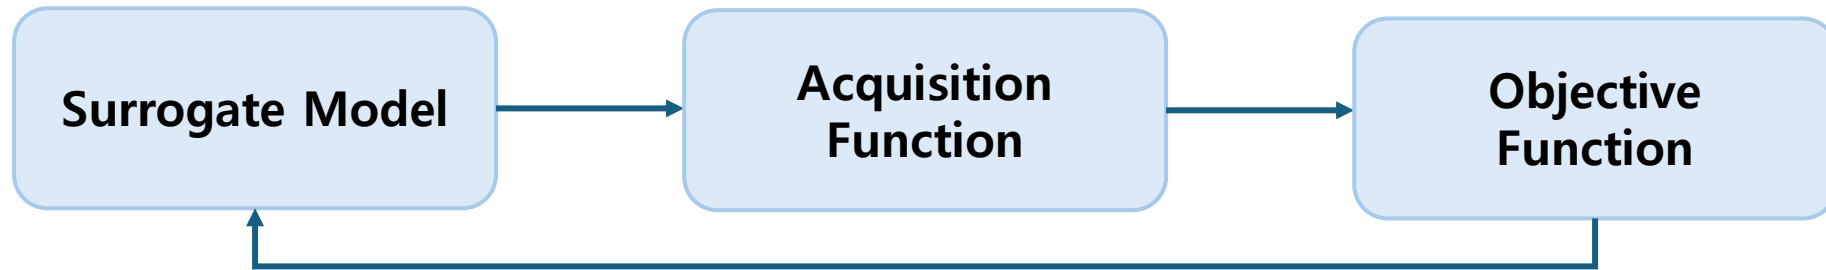 Surrogate Model
Acquisition
Function
Objective
Function